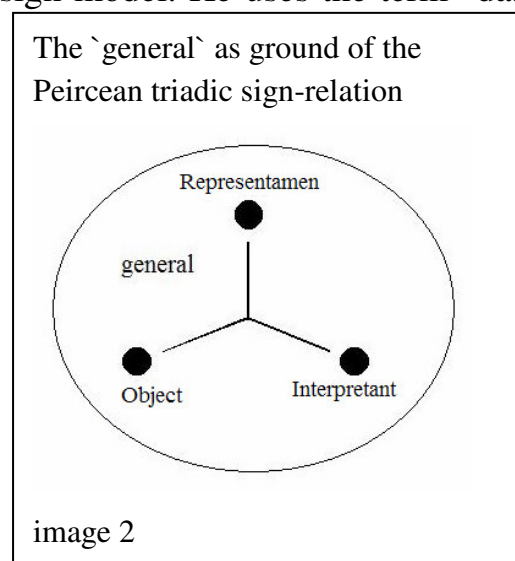 sign model. He uses the term
The `general` as ground of the
Peircean triadic sign-relation
Representamen
general
Object
Interpretant
image 2